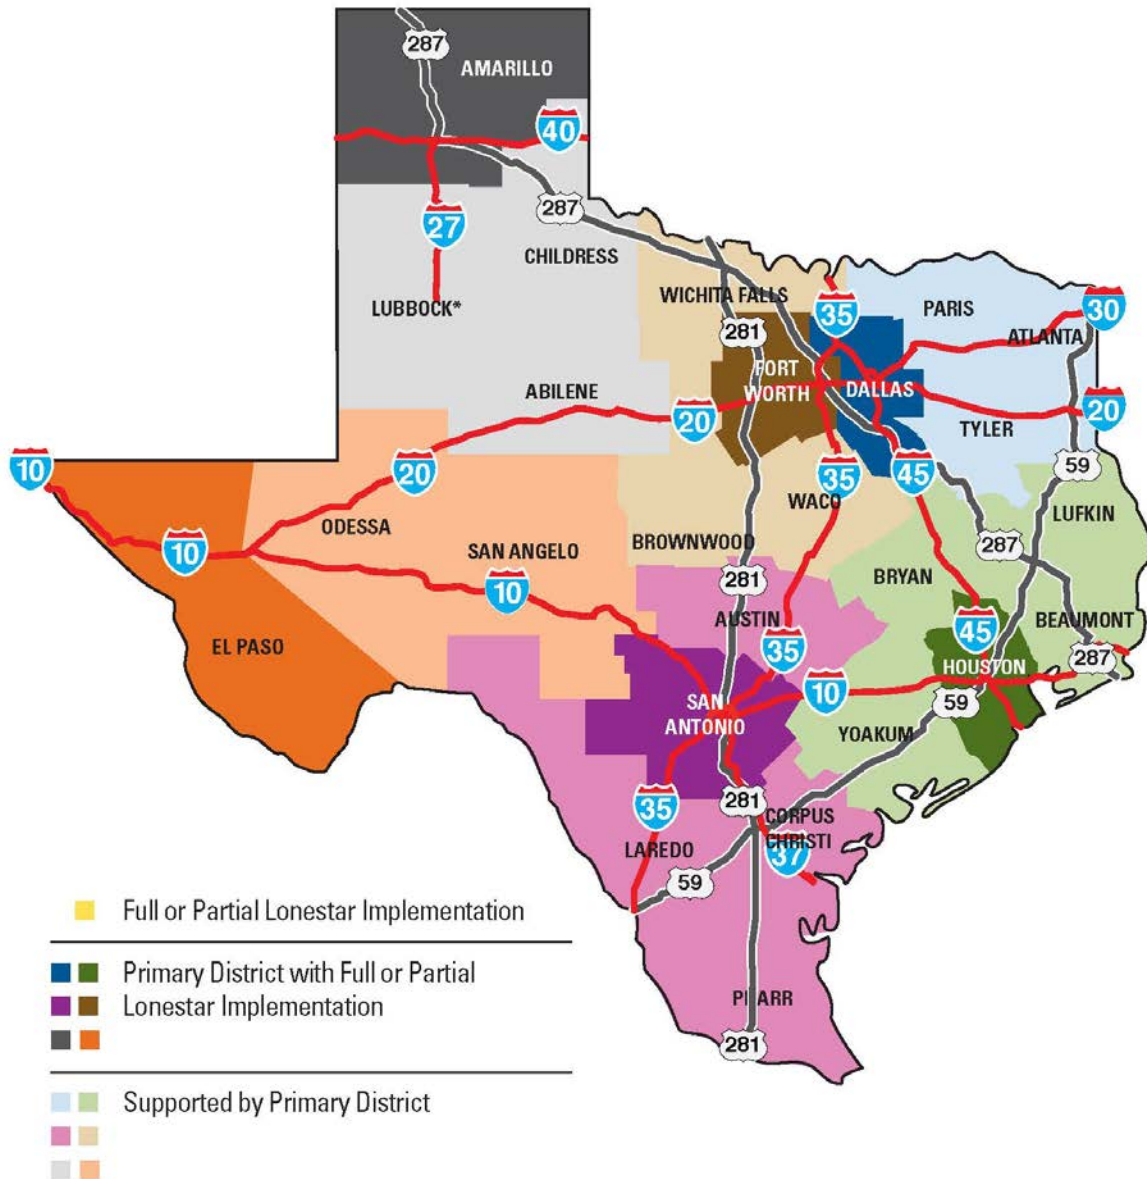 287
AMARILLO
40
27
287
CHILDRESS
LUBBOCK*
WICHITA FALLS
35
PARIS
30
281
ATLANTA
FORT
WORTH
DALLAS
ABILENE
20
20
TYLER
10
20
35
45
59
WACO
LUFKIN
ODESSA
SAN ANGELO
BROWNWOOD
287
10
10
281
BRYAN
AUSTIN
BEAUMONT
EL PASO
35
45
HOUSTON
287
10
59
SAN
ANTONIO
YOAKUM
35
281
CORPUS
CHRISTI
LAREDO
37
59
PHARR
281
Full or Partial Lonestar Implementation
Primary District with Full or Partial
Lonestar Implementation
Supported by Primary District